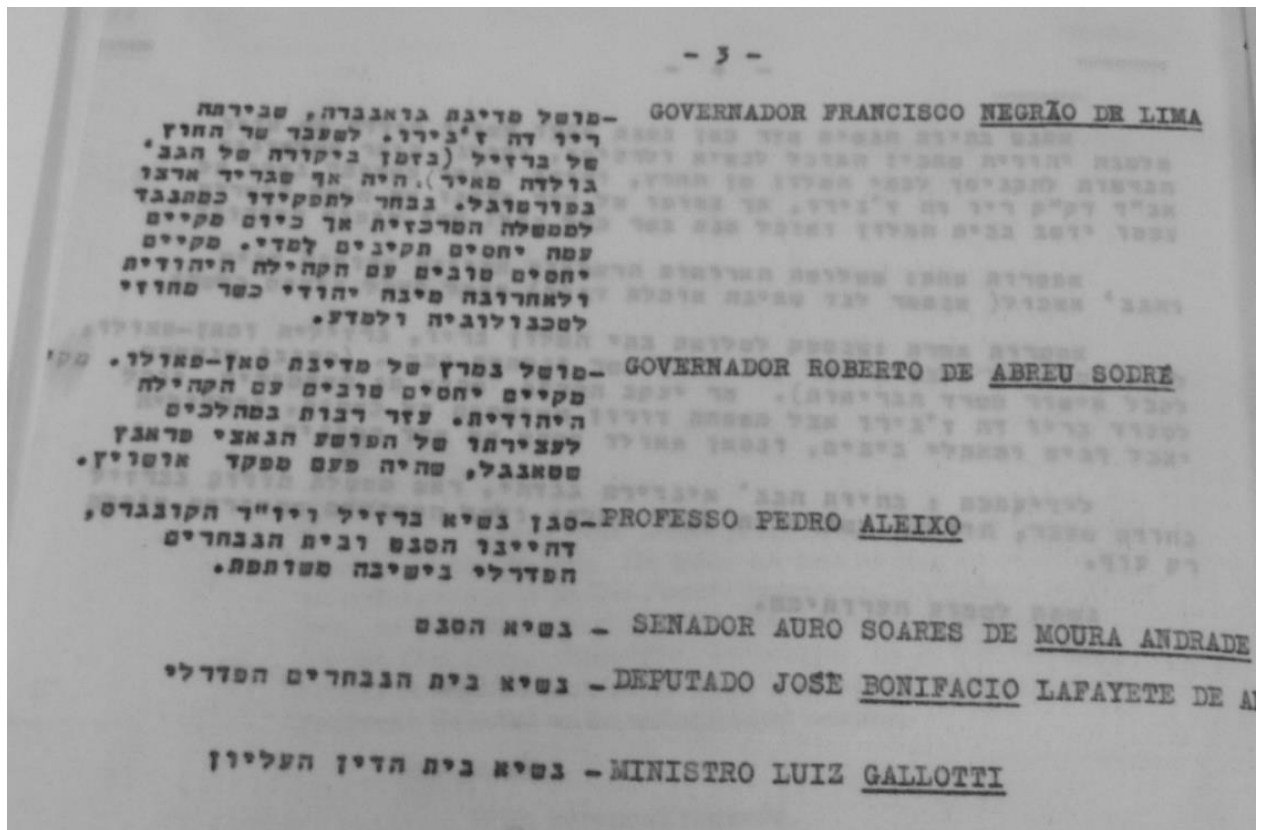 - 3 -
GOVERNADOR FRANCISCO NEGRÃO DE LIMA -מושל מדינת גואנברה, שבירתה
ריו דה ז'נירו. לשעבר שר החוץ
של ברזיל (בזמן ביקורה של הגב'
גולדה מאיר). היה אף שגריר ארצו
בפורטוגל. נבחר לתפקידו כמתנגד
לממשלה המרכזית אך כיום מקיים
עמה יחסים תקינים למדי. מקיים
יחסים טובים עם הקהילה היהודית
ולאחרונה מינה יהודי כשר מחוזי
לטכנולוגיה ולמדע.
GOVERNADOR ROBERTO DE ABREU SODRÉ -מושל נמרץ של מדינת סאן-פאולו.
מקיים יחסים טובים עם הקהילה
היהודית. עזר רבות במהלכים
לעצירתו של הפושע הנאצי פראנץ
שטאנגל, שהיה פעם מפקד אושויץ.
PROFESSO PEDRO ALEIXO -סגן נשיא ברזיל ויו"ר הקונגרס,
דהיינו הסנט ובית הנבחרים
הפדרלי בישיבה משותפת.
SENADOR AURO SOARES DE MOURA ANDRADE - נשיא הסנט
DEPUTADO JOSÉ BONIFACIO LAFAYETE DE - נשיא בית הנבחרים הפדרלי
MINISTRO LUIZ GALLOTTI - נשיא בית הדין העליון